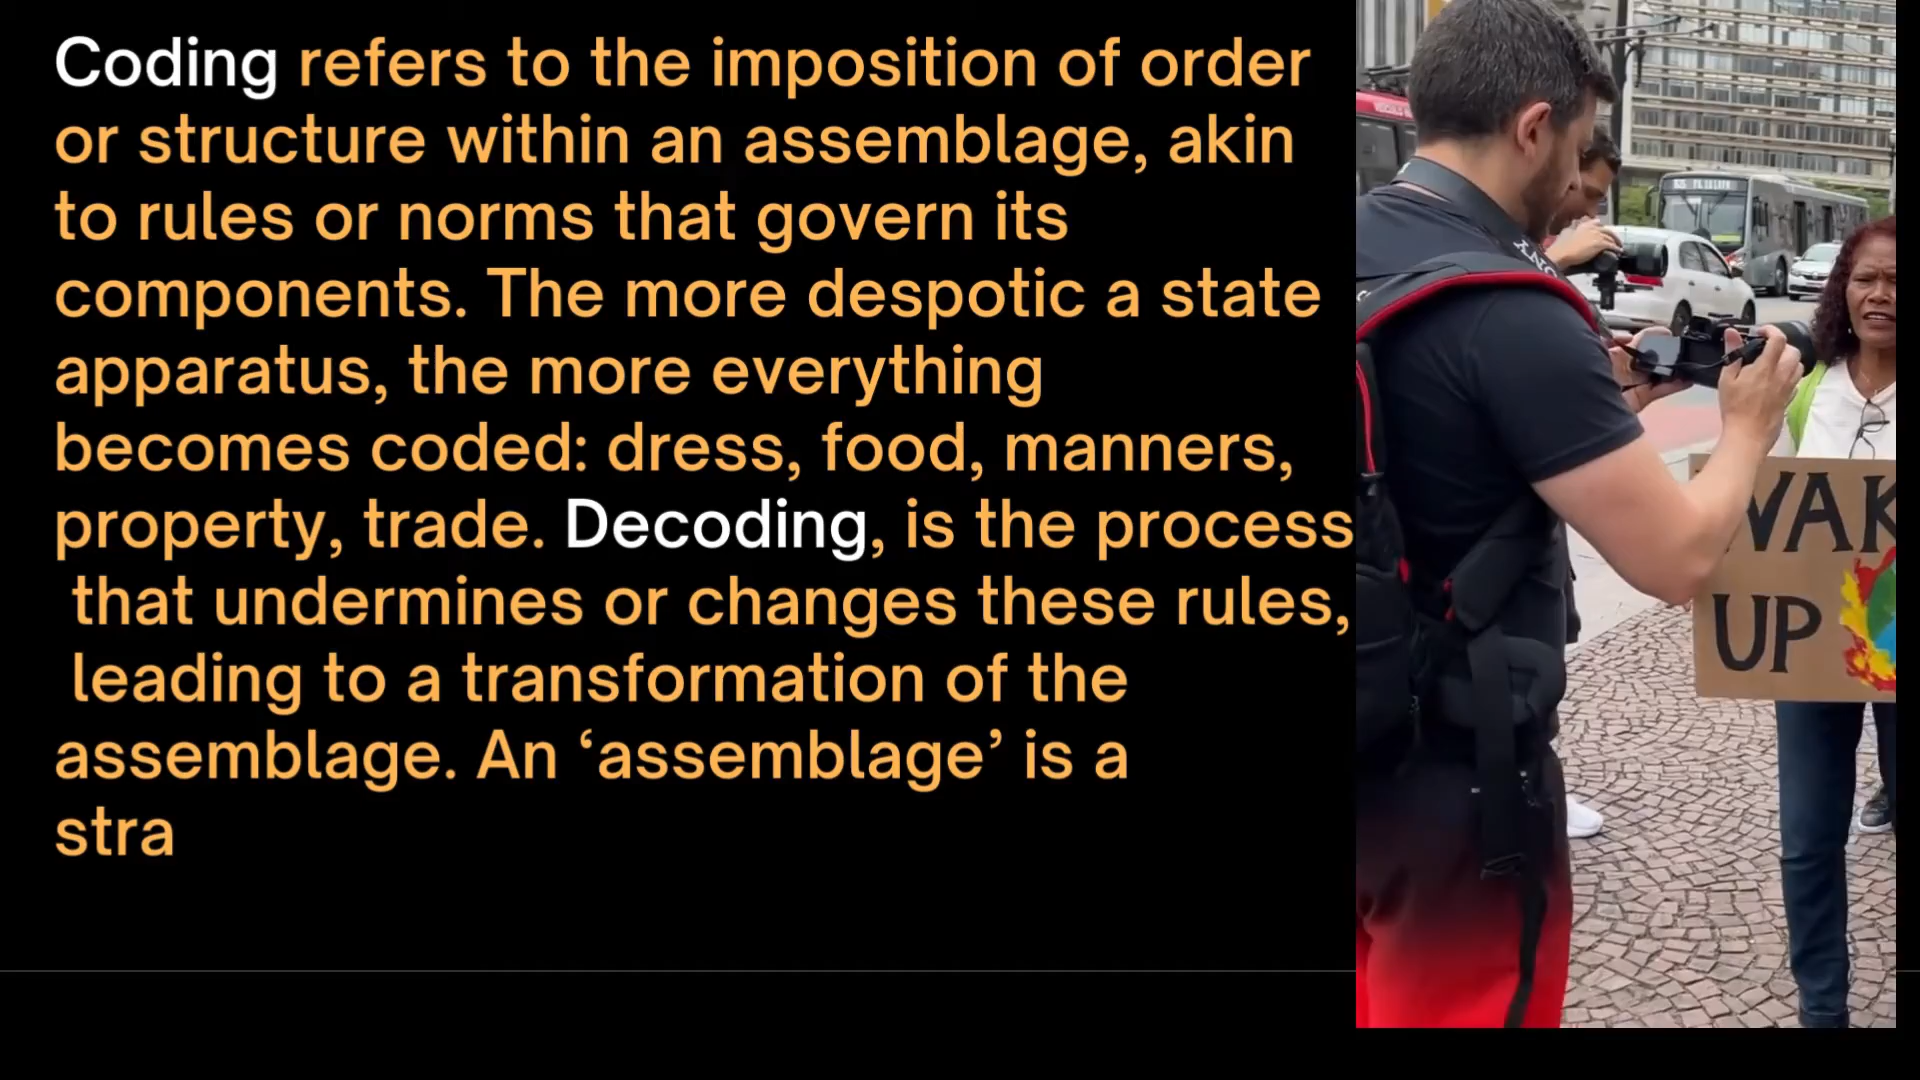 Coding refers to the imposition of order
or structure within an assemblage, akin
to rules or norms that govern its
components. The more despotic a state
apparatus, the more everything
becomes coded: dress, food, manners,
property, trade. Decoding, is the process
that undermines or changes these rules,
leading to a transformation of the
assemblage. An ‘assemblage’ is a
stra
WAK
UP